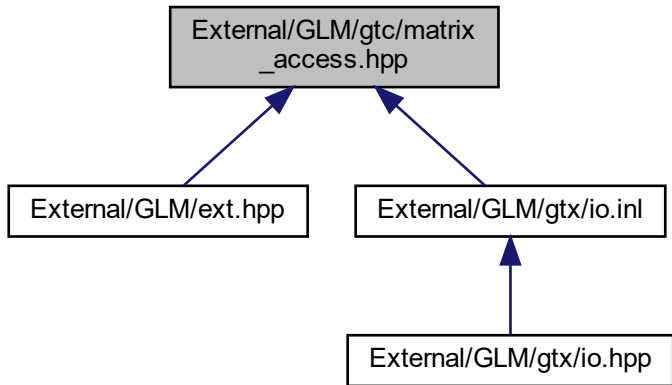 External/GLM/gtc/matrix
_access.hpp
External/GLM/ext.hpp
External/GLM/gtx/io.inl
External/GLM/gtx/io.hpp